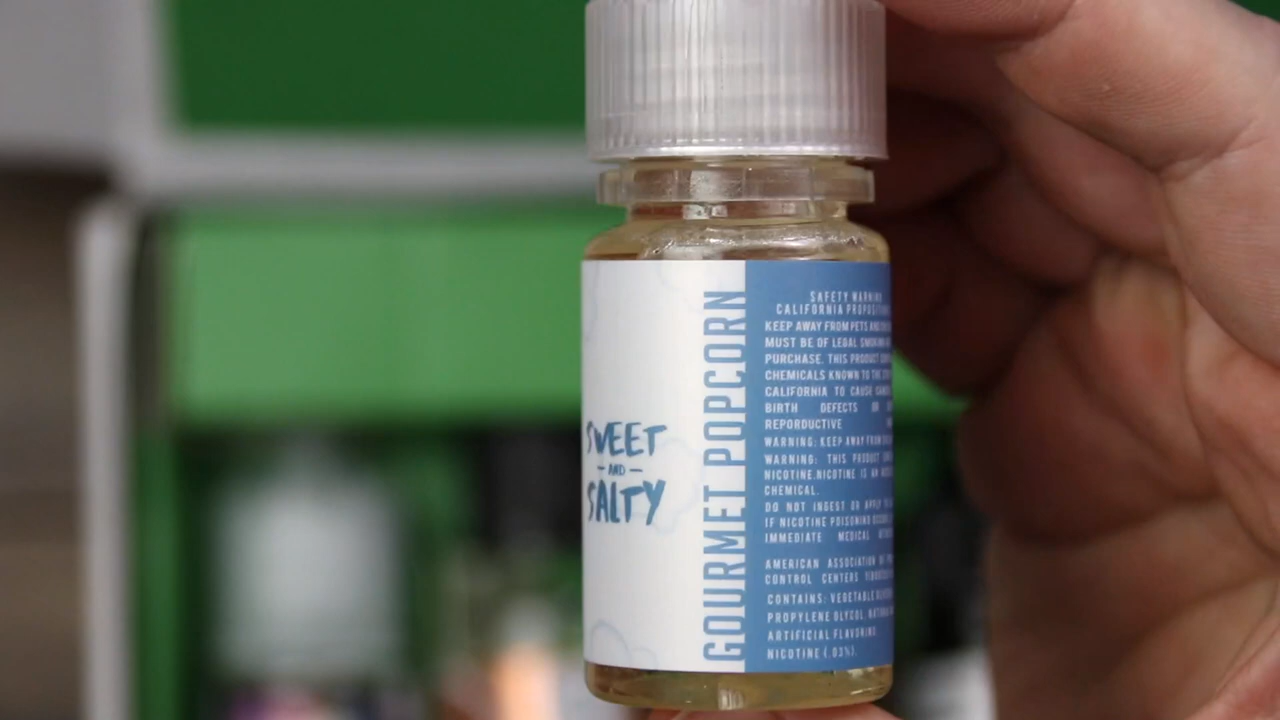 SWEET
AND
SALTY
GOURMET POPCORN
SAFETY WARNING
CALIFORNIA
KEEP AWAY FROM PETS AND
MUST BE OF LEGAL
PURCHASE. THIS PRODUCT
CHEMICALS KNOWN TO THE
CALIFORNIA TO CAUSE
BIRTH DEFECTS OR
REPORDUCTIVE
WARNING: KEEP AWAY FROM
WARNING: THIS PRODUCT
NICOTINE.NICOTINE IS AN
CHEMICAL.
DO NOT INGEST OR APPLY
IF NICOTINE POISONING
IMMEDIATE MEDICAL
AMERICAN ASSOCIATION OF
CONTROL CENTERS
CONTAINS: VEGETABLE
PROPYLENE GLYCOL,
ARTIFICIAL FLAVORING,
NICOTINE (.03%).